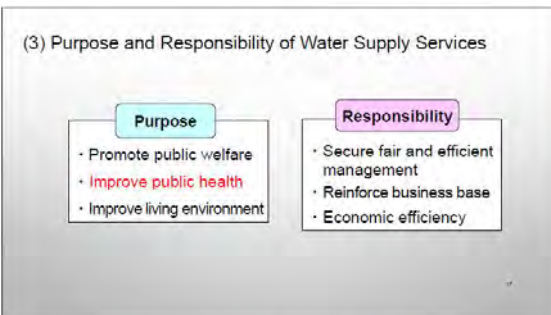 (3) Purpose and Responsibility of Water Supply Services
Purpose
・Promote public welfare
・Improve public health
・Improve living environment
Responsibility
・Secure fair and efficient
management
・Reinforce business base
・Economic efficiency